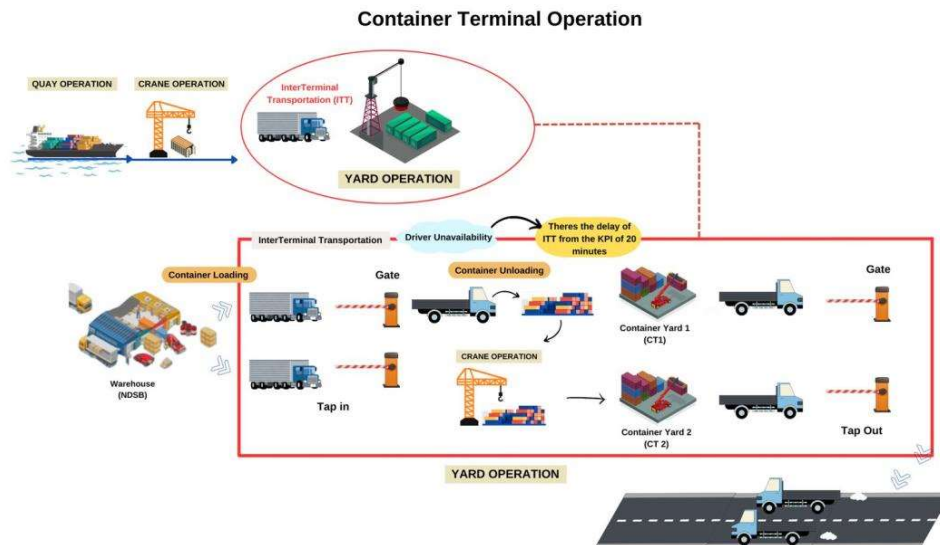 Container Terminal Operation
QUAY OPERATION
CRANE OPERATION
InterTerminal
Transportation (ITT)
YARD OPERATION
InterTerminal Transportation
Driver Unavailability
Theres the delay of
ITT from the KPI of 20
minutes
Container Loading
Gate
Container Unloading
Gate
Container Yard 1
(CT1)
CRANE OPERATION
Warehouse
(NDSB)
Tap in
Container Yard 2
(CT 2)
Tap Out
YARD OPERATION